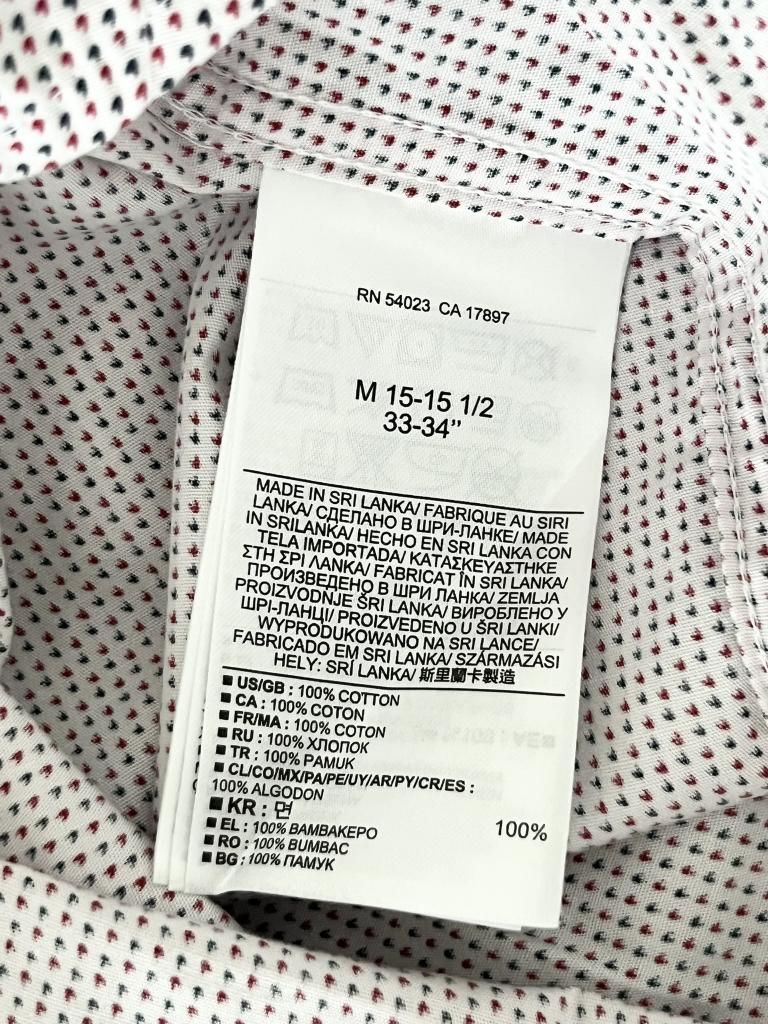 RN 54023 CA 17897
M 15-15 1/2
33-34”
MADE IN SRI LANKA/ FABRIQUE AU SIRI
LANKA/ СДЕЛАНО В ШРИ-ЛАНКЕ/ MADE
IN SRILANKA/ HECHO EN SRI LANKA CON
TELA IMPORTADA/ ΚΑΤΑΣΚΕΥΑΣΤΗΚΕ
ΣΤΗ ΣΡΙ ΛΑΝΚΑ/ FABRICAT ÎN SRI LANKA/
ПРОИЗВЕДЕНО В ШРИ ЛАНКА/ ZEMLJA
PROIZVODNJE ŠRI LANKA/ ВИРОБЛЕНО У
ШРІ-ЛАНЦІ/ PROIZVEDENO U ŠRI LANKI/
WYPRODUKOWANO NA SRI LANCE/
FABRICADO EM SRI LANKA/ SZÁRMAZÁSI
HELY: SRÍ LANKA/ 斯里蘭卡製造
■ US/GB : 100% COTTON
■ CA : 100% COTON
■ FR/MA : 100% COTON
■ RU : 100% ХЛОПОК
■ TR : 100% PAMUK
■ CL/CO/MX/PA/PE/UY/AR/PY/CR/ES :
100% ALGODON
■ KR : 면 100%
■ EL : 100% ΒΑΜΒΑΚΕΡΟ
■ RO : 100% BUMBAC
■ BG : 100% ПАМУК